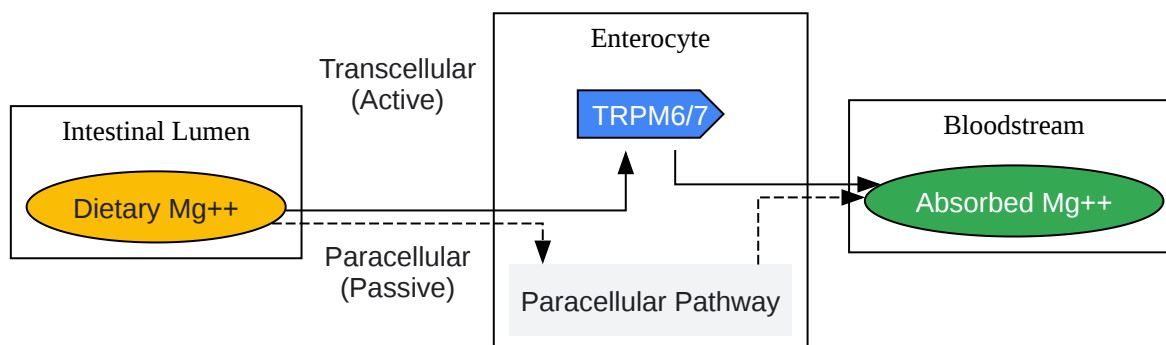 Enterocyte
Transcellular
(Active)
TRPM6/7
Intestinal Lumen
Bloodstream
Dietary Mg++
Absorbed Mg++
Paracellular
(Passive)
Paracellular Pathway